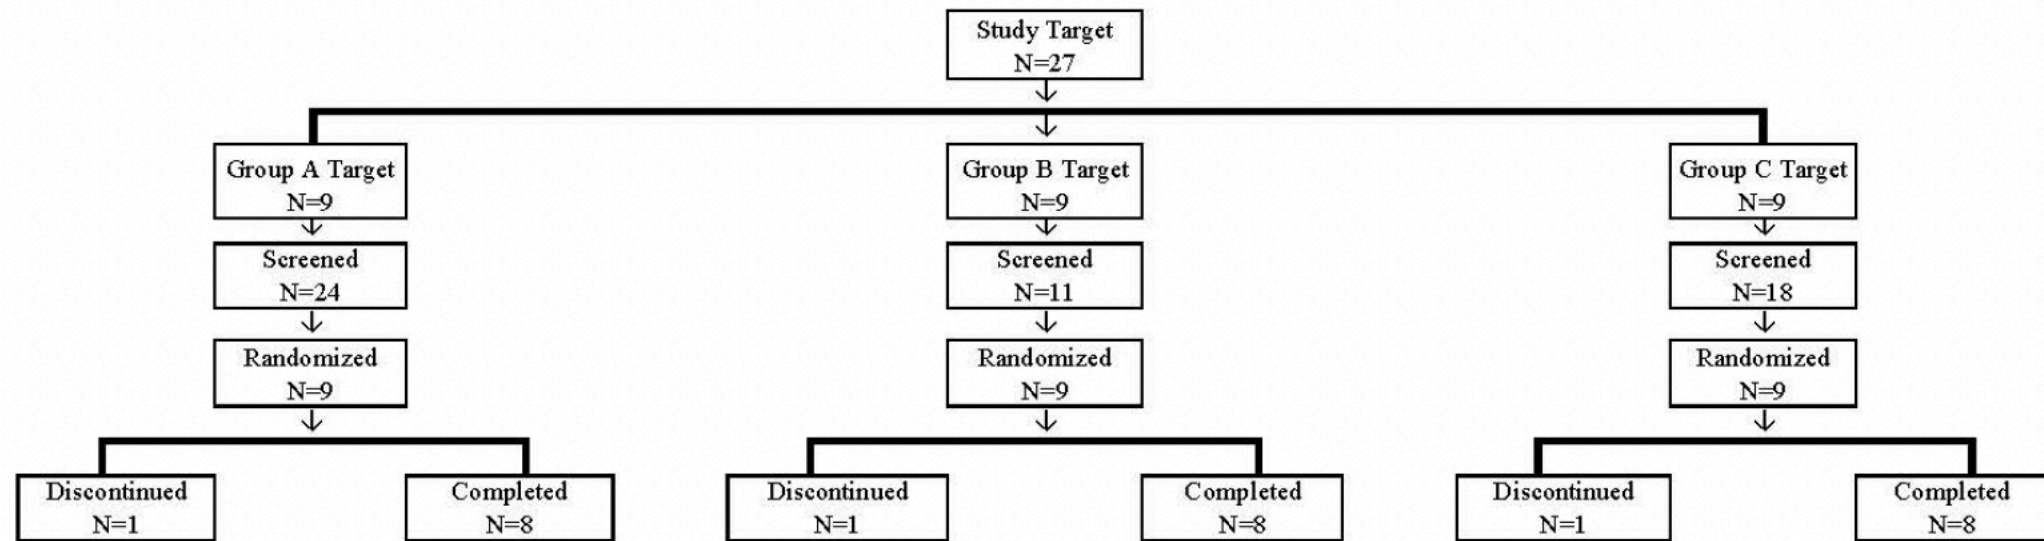 Study Target
N=27
Group A Target
N=9
Group B Target
N=9
Group C Target
N=9
Screened
N=24
Screened
N=11
Screened
N=18
Randomized
N=9
Randomized
N=9
Randomized
N=9
Discontinued
N=1
Completed
N=8
Discontinued
N=1
Completed
N=8
Discontinued
N=1
Completed
N=8